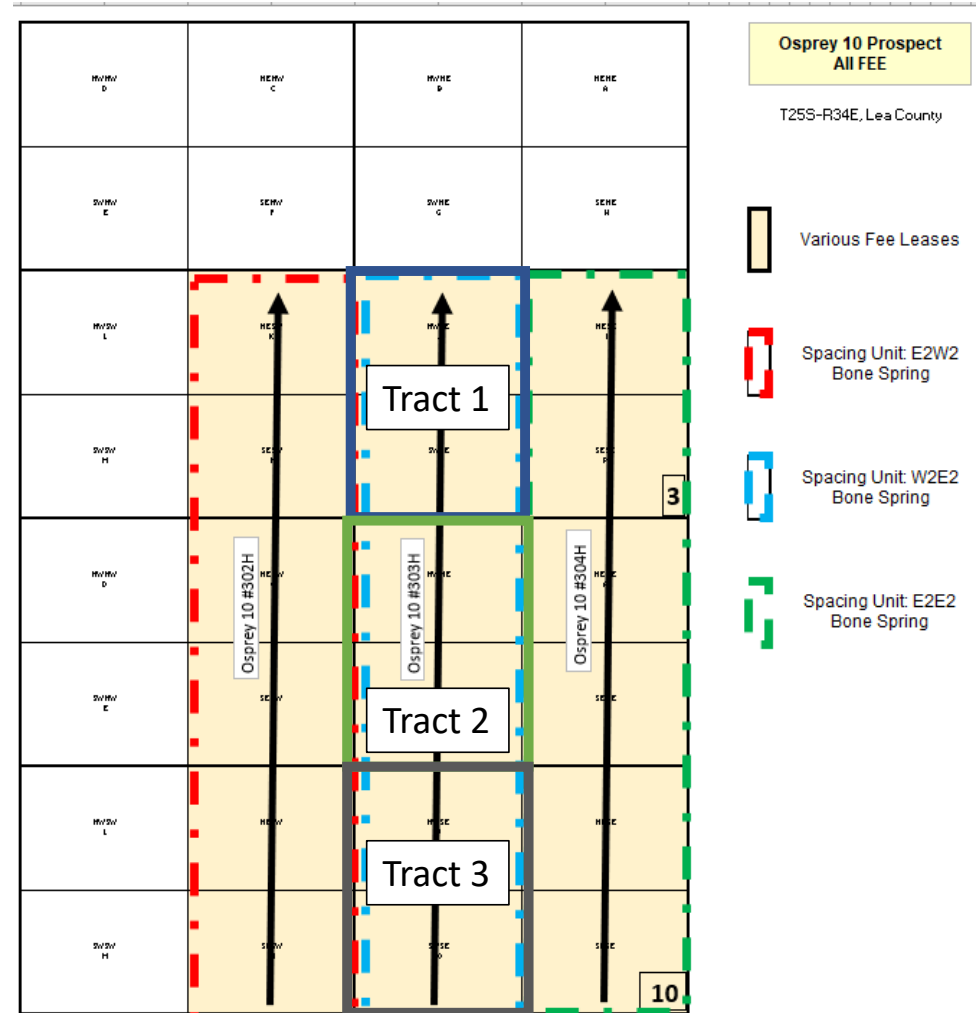 Osprey 10 Prospect
All FEE
T25S-R34E, Lea County
Various Fee Leases
Spacing Unit: E2W2
Bone Spring
Spacing Unit: W2E2
Bone Spring
Spacing Unit: E2E2
Bone Spring
NWNW
D
NENW
C
NWNE
B
NENE
A
SWNW
E
SENW
F
SWNE
G
SENE
H
NWSW
L
SWSW
M
Tract 1
3
NWNW
D
Osprey 10 #302H
Osprey 10 #303H
Osprey 10 #304H
SWNW
E
Tract 2
NWSW
L
Tract 3
SWSW
M
10